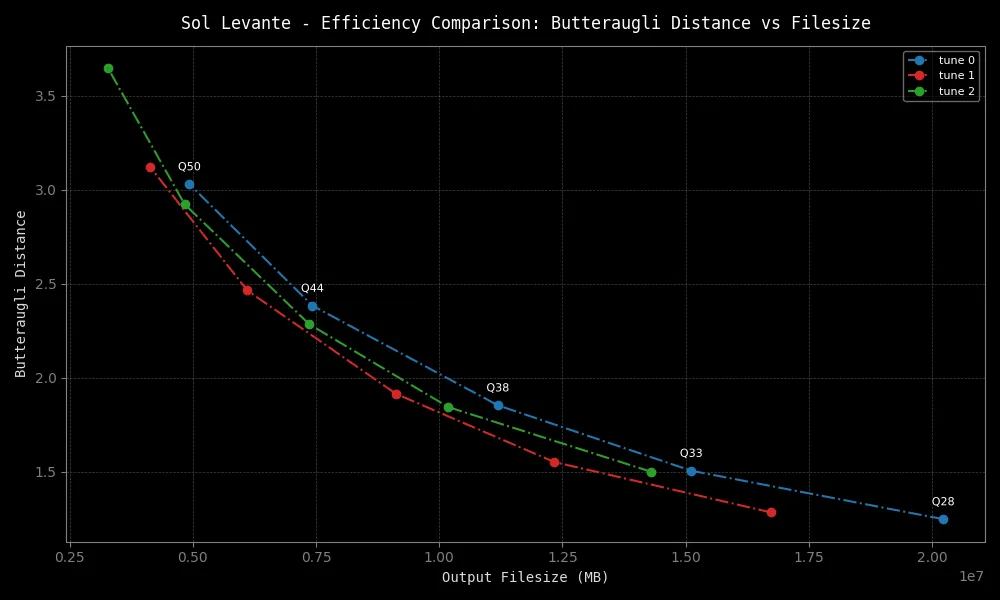 Sol Levante - Efficiency Comparison: Butteraugli Distance vs Filesize
tune 0
tune 1
tune 2
Q50
Q44
Q38
Q33
Q28
Butteraugli Distance
3.5
3.0
2.5
2.0
1.5
0.25 0.50 0.75 1.00 1.25 1.50 1.75 2.00
1e7
Output Filesize (MB)